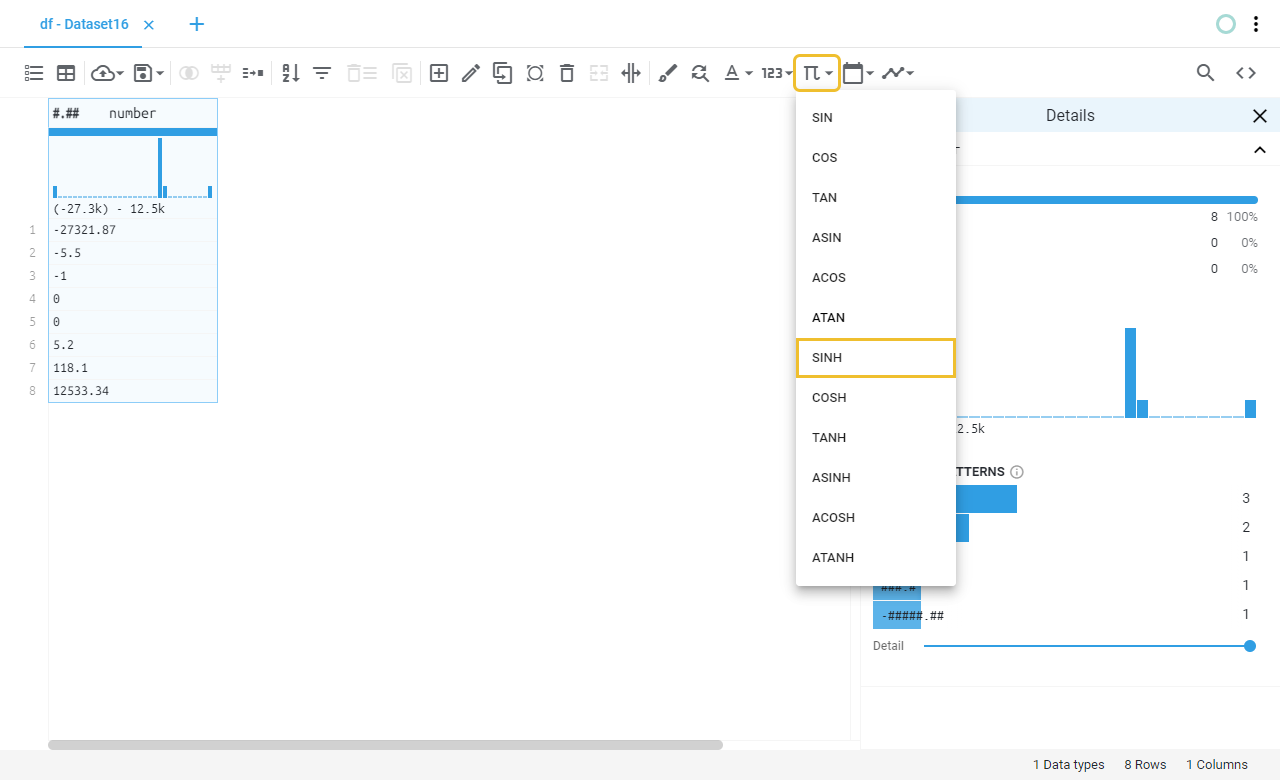 df - Dataset16
123
Details
#.## number
(-27.3k) - 12.5k
1 -27321.87
2 -5.5
3 -1
4 0
5 0
6 5.2
7 118.1
8 12533.34
SIN
COS
TAN
ASIN
ACOS
ATAN
SINH
COSH
TANH
ASINH
ACOSH
ATANH
8 100%
0 0%
0 0%
2.5k
TTERNS
3
2
1
###.# 1
-#####.## 1
Detail
1 Data types 8 Rows 1 Columns